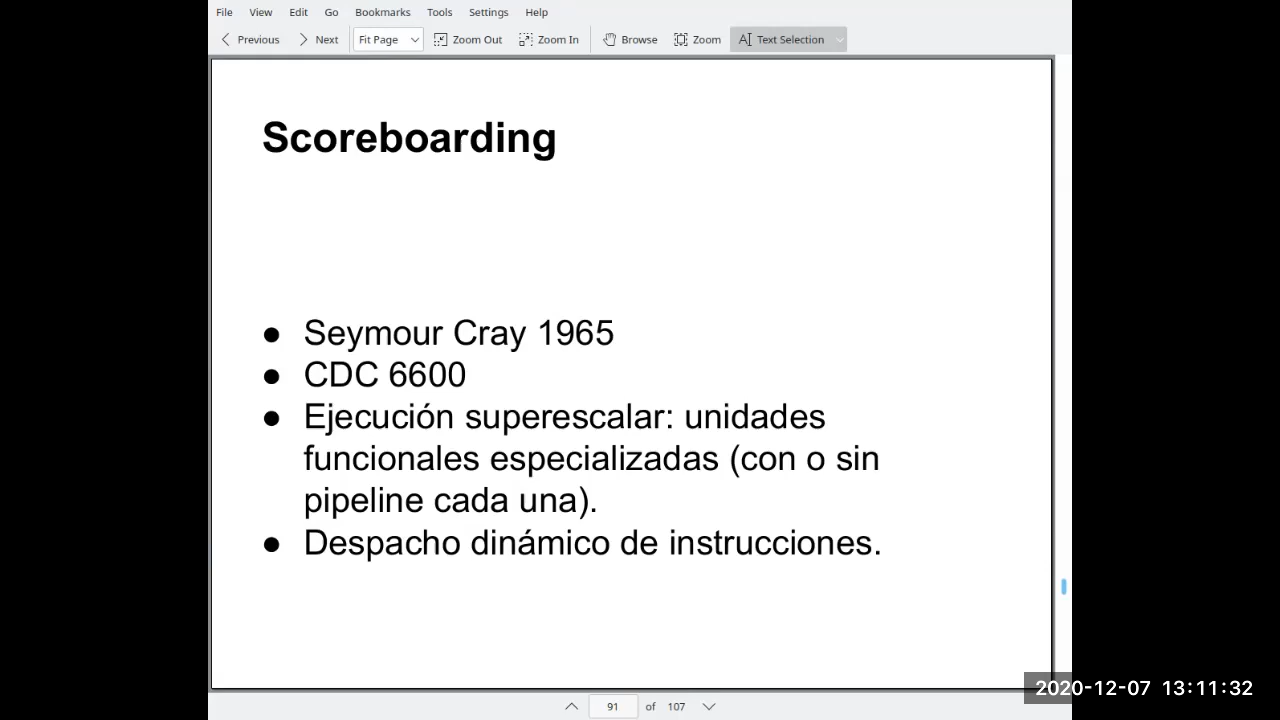 File View Edit Go Bookmarks Tools Settings Help
Previous Next Fit Page Zoom Out Zoom In Browse Zoom Text Selection
Scoreboarding
● Seymour Cray 1965
● CDC 6600
● Ejecución superescalar: unidades
funcionales especializadas (con o sin
pipeline cada una).
● Despacho dinámico de instrucciones.
2020-12-07 13:11:32
91 of 107